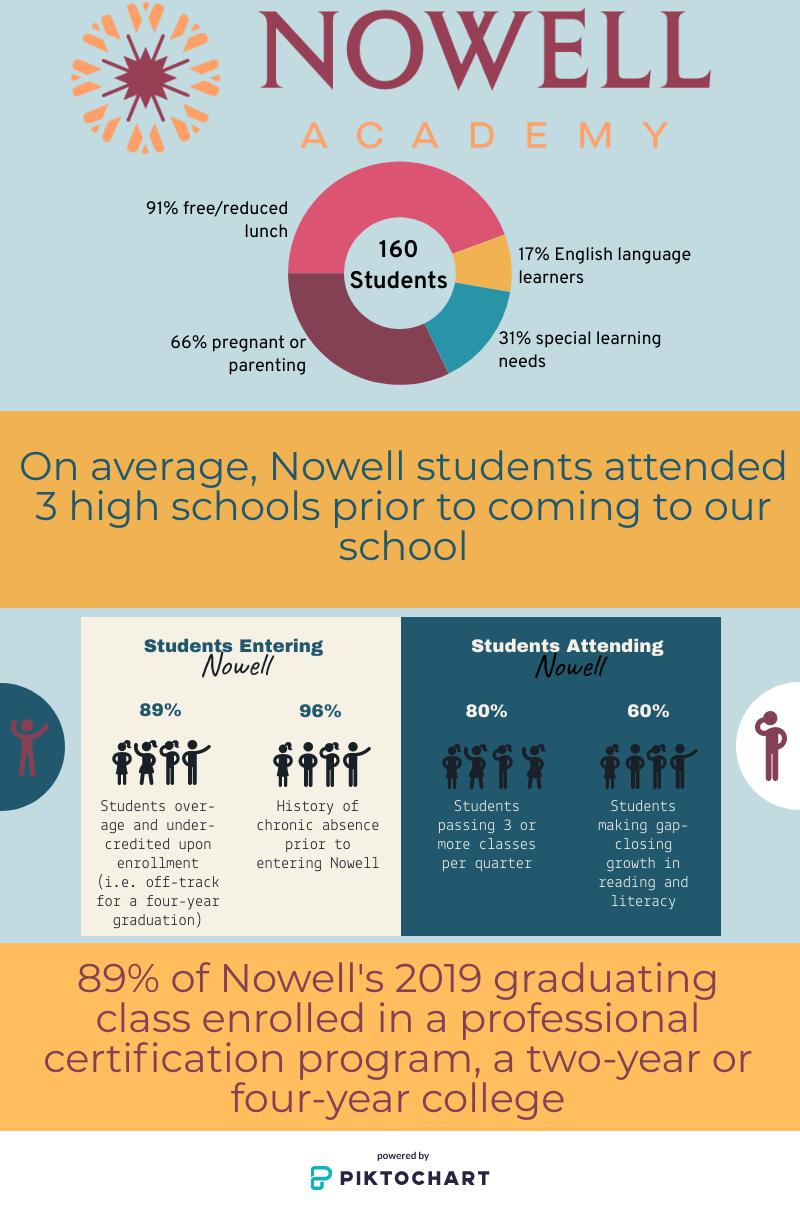 NOWELL
ACADEMY
91% free/reduced
lunch
160
Students
17% English language
learners
66% pregnant or
parenting
31% special learning
needs
On average, Nowell students attended
3 high schools prior to coming to our
school
Students Entering
Nowell
89%
Students over-
age and under-
credited upon
enrollment
(i.e. off-track
for a four-year
graduation)
96%
History of
chronic absence
prior to
entering Nowell
Students Attending
Nowell
80%
Students
passing 3 or
more classes
per quarter
60%
Students
making gap-
closing
growth in
reading and
literacy
89% of Nowell's 2019 graduating
class enrolled in a professional
certification program, a two-year or
four-year college
powered by
PIKTOCHART